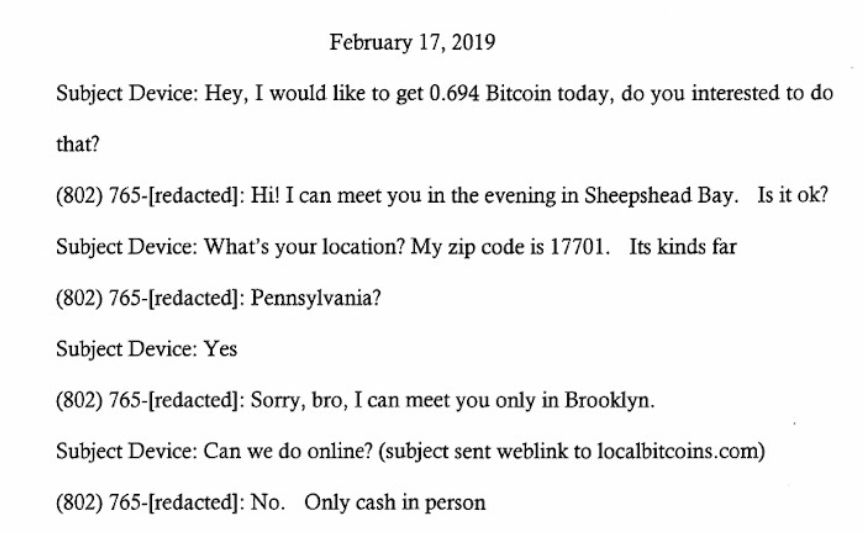 February 17, 2019
Subject Device: Hey, I would like to get 0.694 Bitcoin today, do you interested to do
that?
(802) 765-[redacted]: Hi! I can meet you in the evening in Sheepshead Bay. Is it ok?
Subject Device: What's your location? My zip code is 17701. Its kinds far
(802) 765-[redacted]: Pennsylvania?
Subject Device: Yes
(802) 765-[redacted]: Sorry, bro, I can meet you only in Brooklyn.
Subject Device: Can we do online? (subject sent weblink to localbitcoins.com)
(802) 765-[redacted]: No. Only cash in person